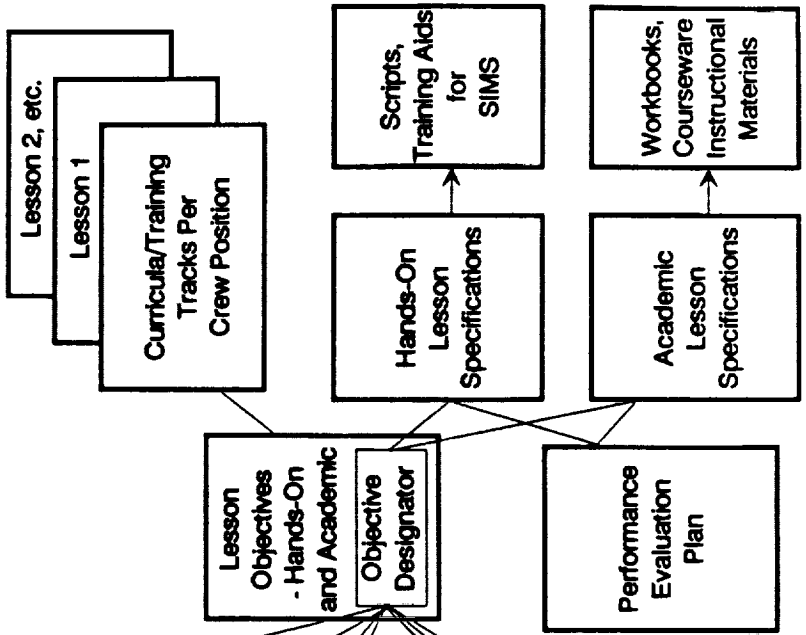 Lesson 2, etc.
Lesson 1
Curricula/Training
Tracks Per
Crew Position
Lesson
Objectives
- Hands-On
and Academic
Objective
Designator
Hands-On
Lesson
Specifications
Scripts,
Training Aids
for
SIMS
Performance
Evaluation
Plan
Academic
Lesson
Specifications
Workbooks,
Courseware
Instructional
Materials